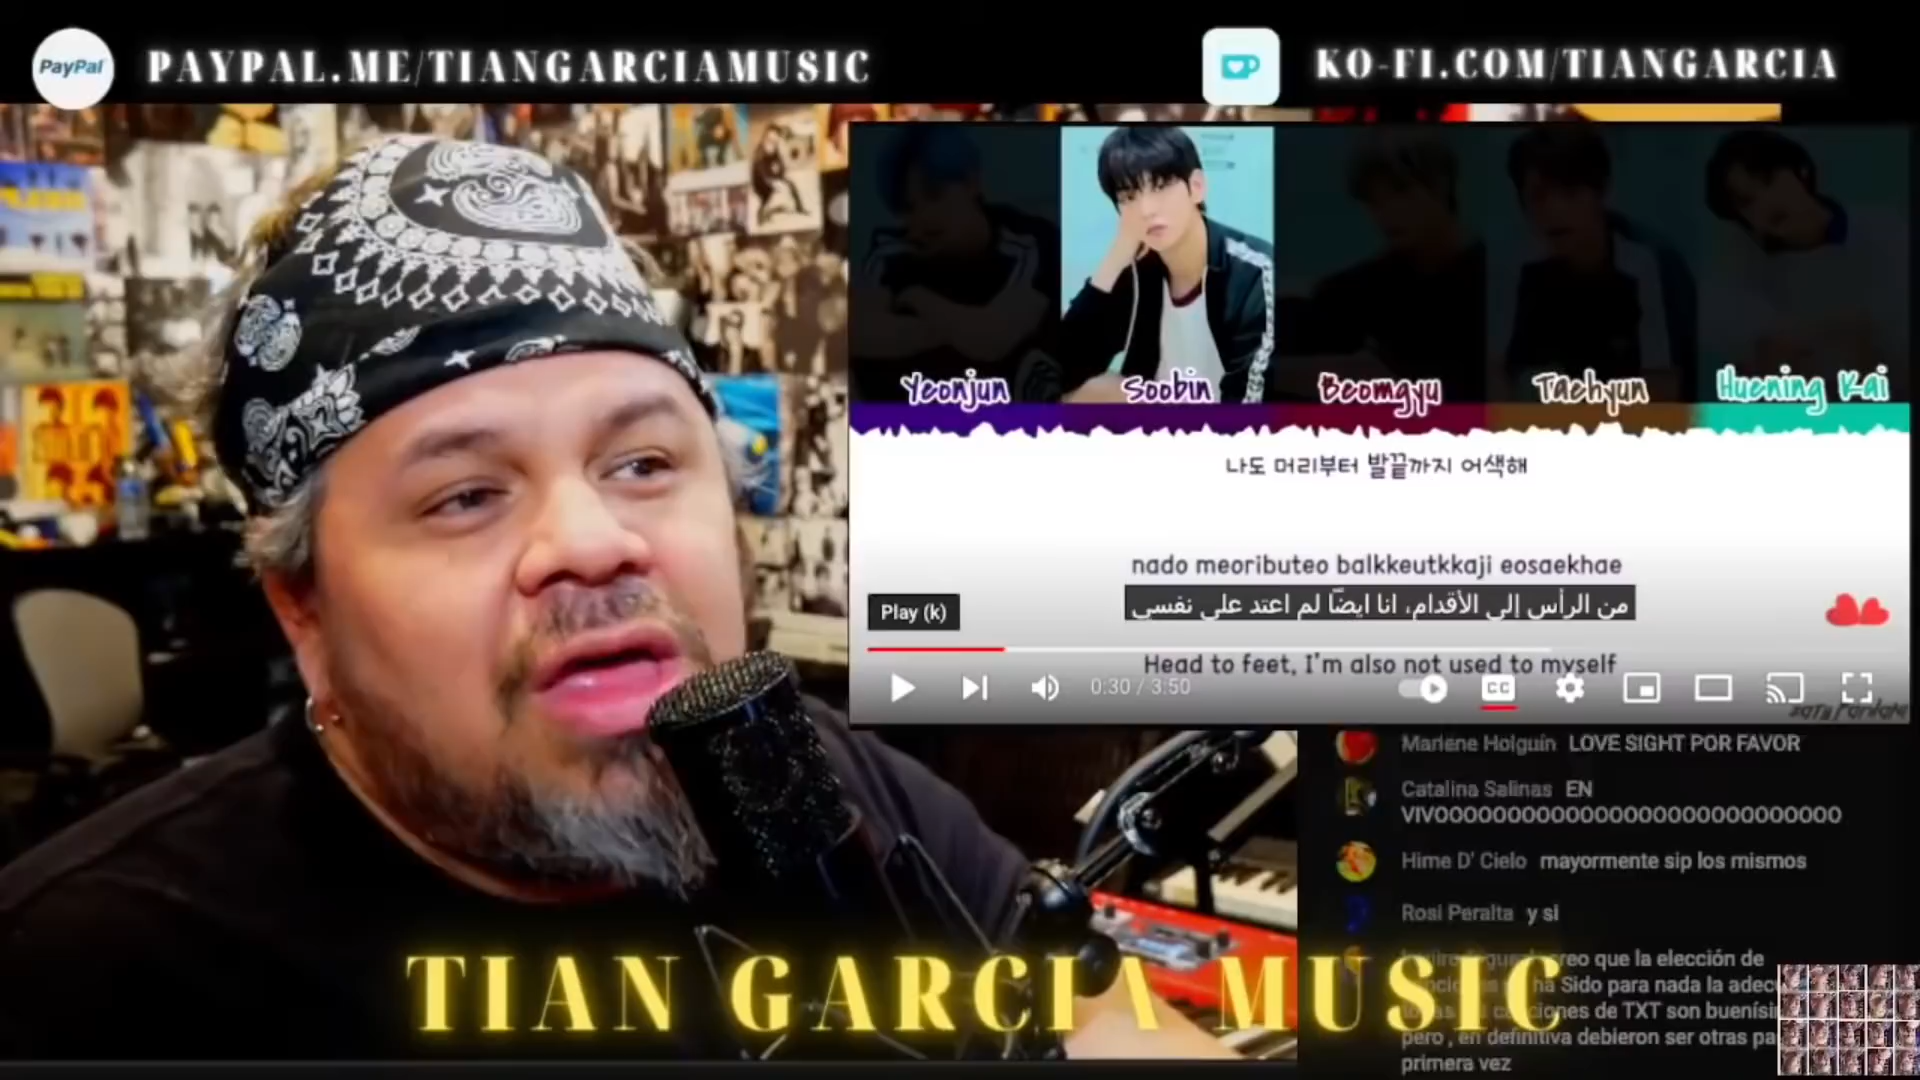 PayPal
PAYPAL.ME/TIANGARCIAMUSIC
KO-FI.COM/TIANGARCIA
Yeonjun
Soobin
Beomgyu
Taehyun
Huening Kai
나도 머리부터 발끝까지 어색해
nado meoributeo balkkeutkkaji eosaekhae
من الرأس إلى الأقدام، انا ايضًا لم اعتد على نفسي
Play (k)
Head to feet, I'm also not used to myself
0:30 / 3:50
CC
Marlene Holguín LOVE SIGHT POR FAVOR
Catalina Salinas EN
VIVOOOOOOOOOOOOOOOOOOOOOOOOOOOOO
Hime D' Cielo mayormente sip los mismos
Rosi Peralta y si
creo que la elección de
ha Sido para nada la
de TXT son
pero , en definitiva debieron ser otras
primera vez
TIAN GARCIA MUSIC